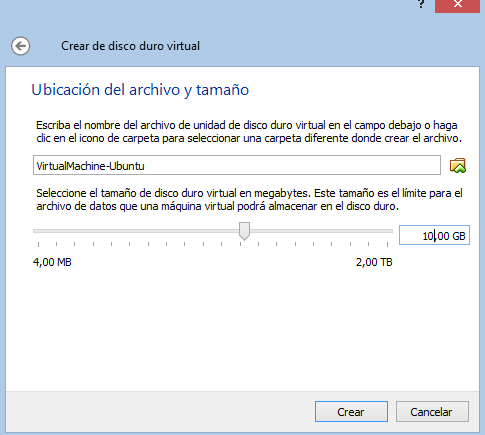 ?
Crear de disco duro virtual
Ubicación del archivo y tamaño
Escriba el nombre del archivo de unidad de disco duro virtual en el campo debajo o haga
clic en el icono de carpeta para seleccionar una carpeta diferente donde crear el archivo.
VirtualMachine-Ubuntu
Seleccione el tamaño de disco duro virtual en megabytes. Este tamaño es el límite para el
archivo de datos que una máquina virtual podrá almacenar en el disco duro.
10,00 GB
4,00 MB 2,00 TB
Crear Cancelar